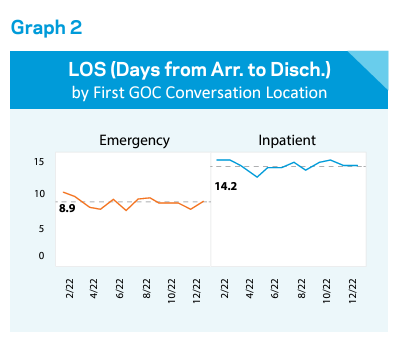 Graph 2
LOS (Days from Arr. to Disch.)
by First GOC Conversation Location
Emergency Inpatient
15
10
5
0
8.9
14.2
2/22 4/22 6/22 8/22 10/22 12/22 2/22 4/22 6/22 8/22 10/22 12/22